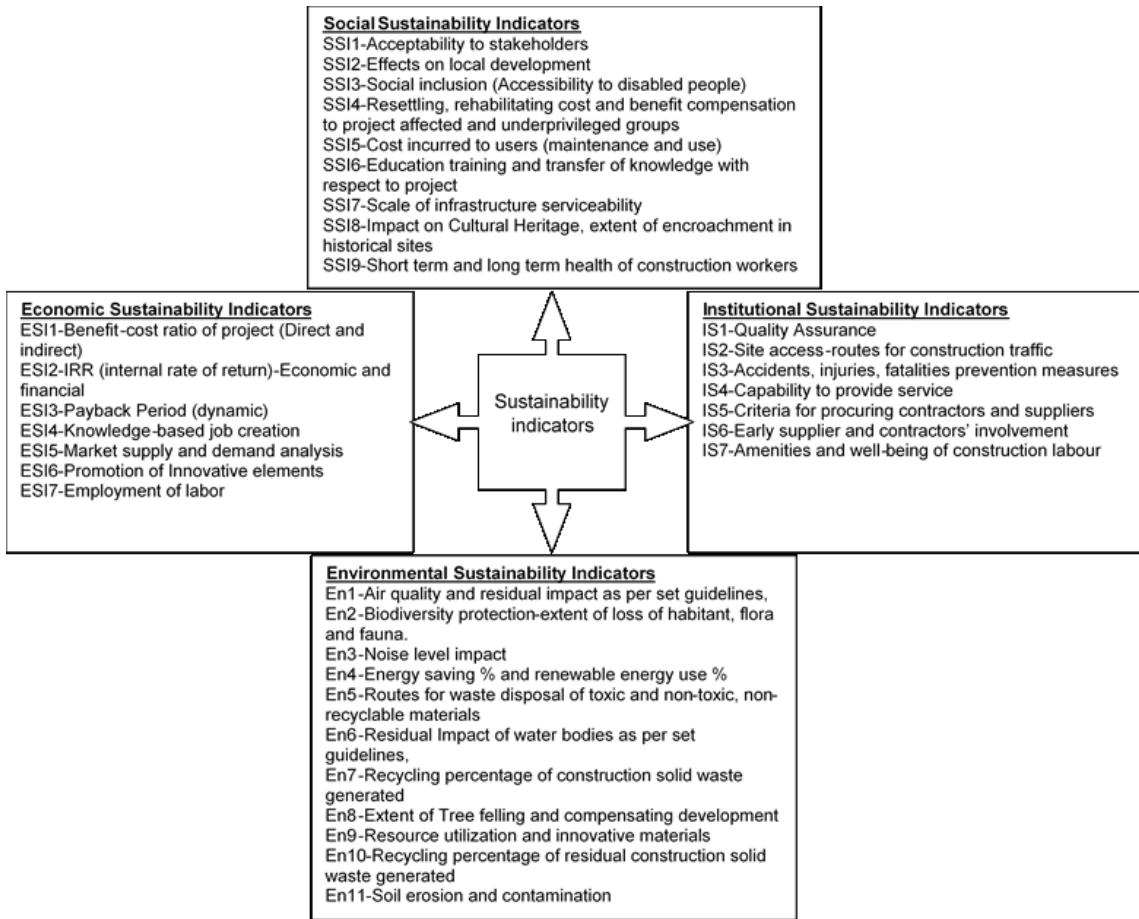 Social Sustainability Indicators
SSI1-Acceptability to stakeholders
SSI2-Effects on local development
SSI3-Social inclusion (Accessibility to disabled people)
SSI4-Resettling, rehabilitating cost and benefit compensation
to project affected and underprivileged groups
SSI5-Cost incurred to users (maintenance and use)
SSI6-Education training and transfer of knowledge with
respect to project
SSI7-Scale of infrastructure serviceability
SSI8-Impact on Cultural Heritage, extent of encroachment in
historical sites
SSI9-Short term and long term health of construction workers
Economic Sustainability Indicators
ESI1-Benefit-cost ratio of project (Direct and
indirect)
ESI2-IRR (internal rate of return)-Economic and
financial
ESI3-Payback Period (dynamic)
ESI4-Knowledge-based job creation
ESI5-Market supply and demand analysis
ESI6-Promotion of Innovative elements
ESI7-Employment of labor
Sustainability
indicators
Institutional Sustainability Indicators
IS1-Quality Assurance
IS2-Site access-routes for construction traffic
IS3-Accidents, injuries, fatalities prevention measures
IS4-Capability to provide service
IS5-Criteria for procuring contractors and suppliers
IS6-Early supplier and contractors' involvement
IS7-Amenities and well-being of construction labour
Environmental Sustainability Indicators
En1-Air quality and residual impact as per set guidelines,
En2-Biodiversity protection-extent of loss of habitant, flora
and fauna.
En3-Noise level impact
En4-Energy saving % and renewable energy use %
En5-Routes for waste disposal of toxic and non-toxic, non-
recyclable materials
En6-Residual Impact of water bodies as per set
guidelines,
En7-Recycling percentage of construction solid waste
generated
En8-Extent of Tree felling and compensating development
En9-Resource utilization and innovative materials
En10-Recycling percentage of residual construction solid
waste generated
En11-Soil erosion and contamination